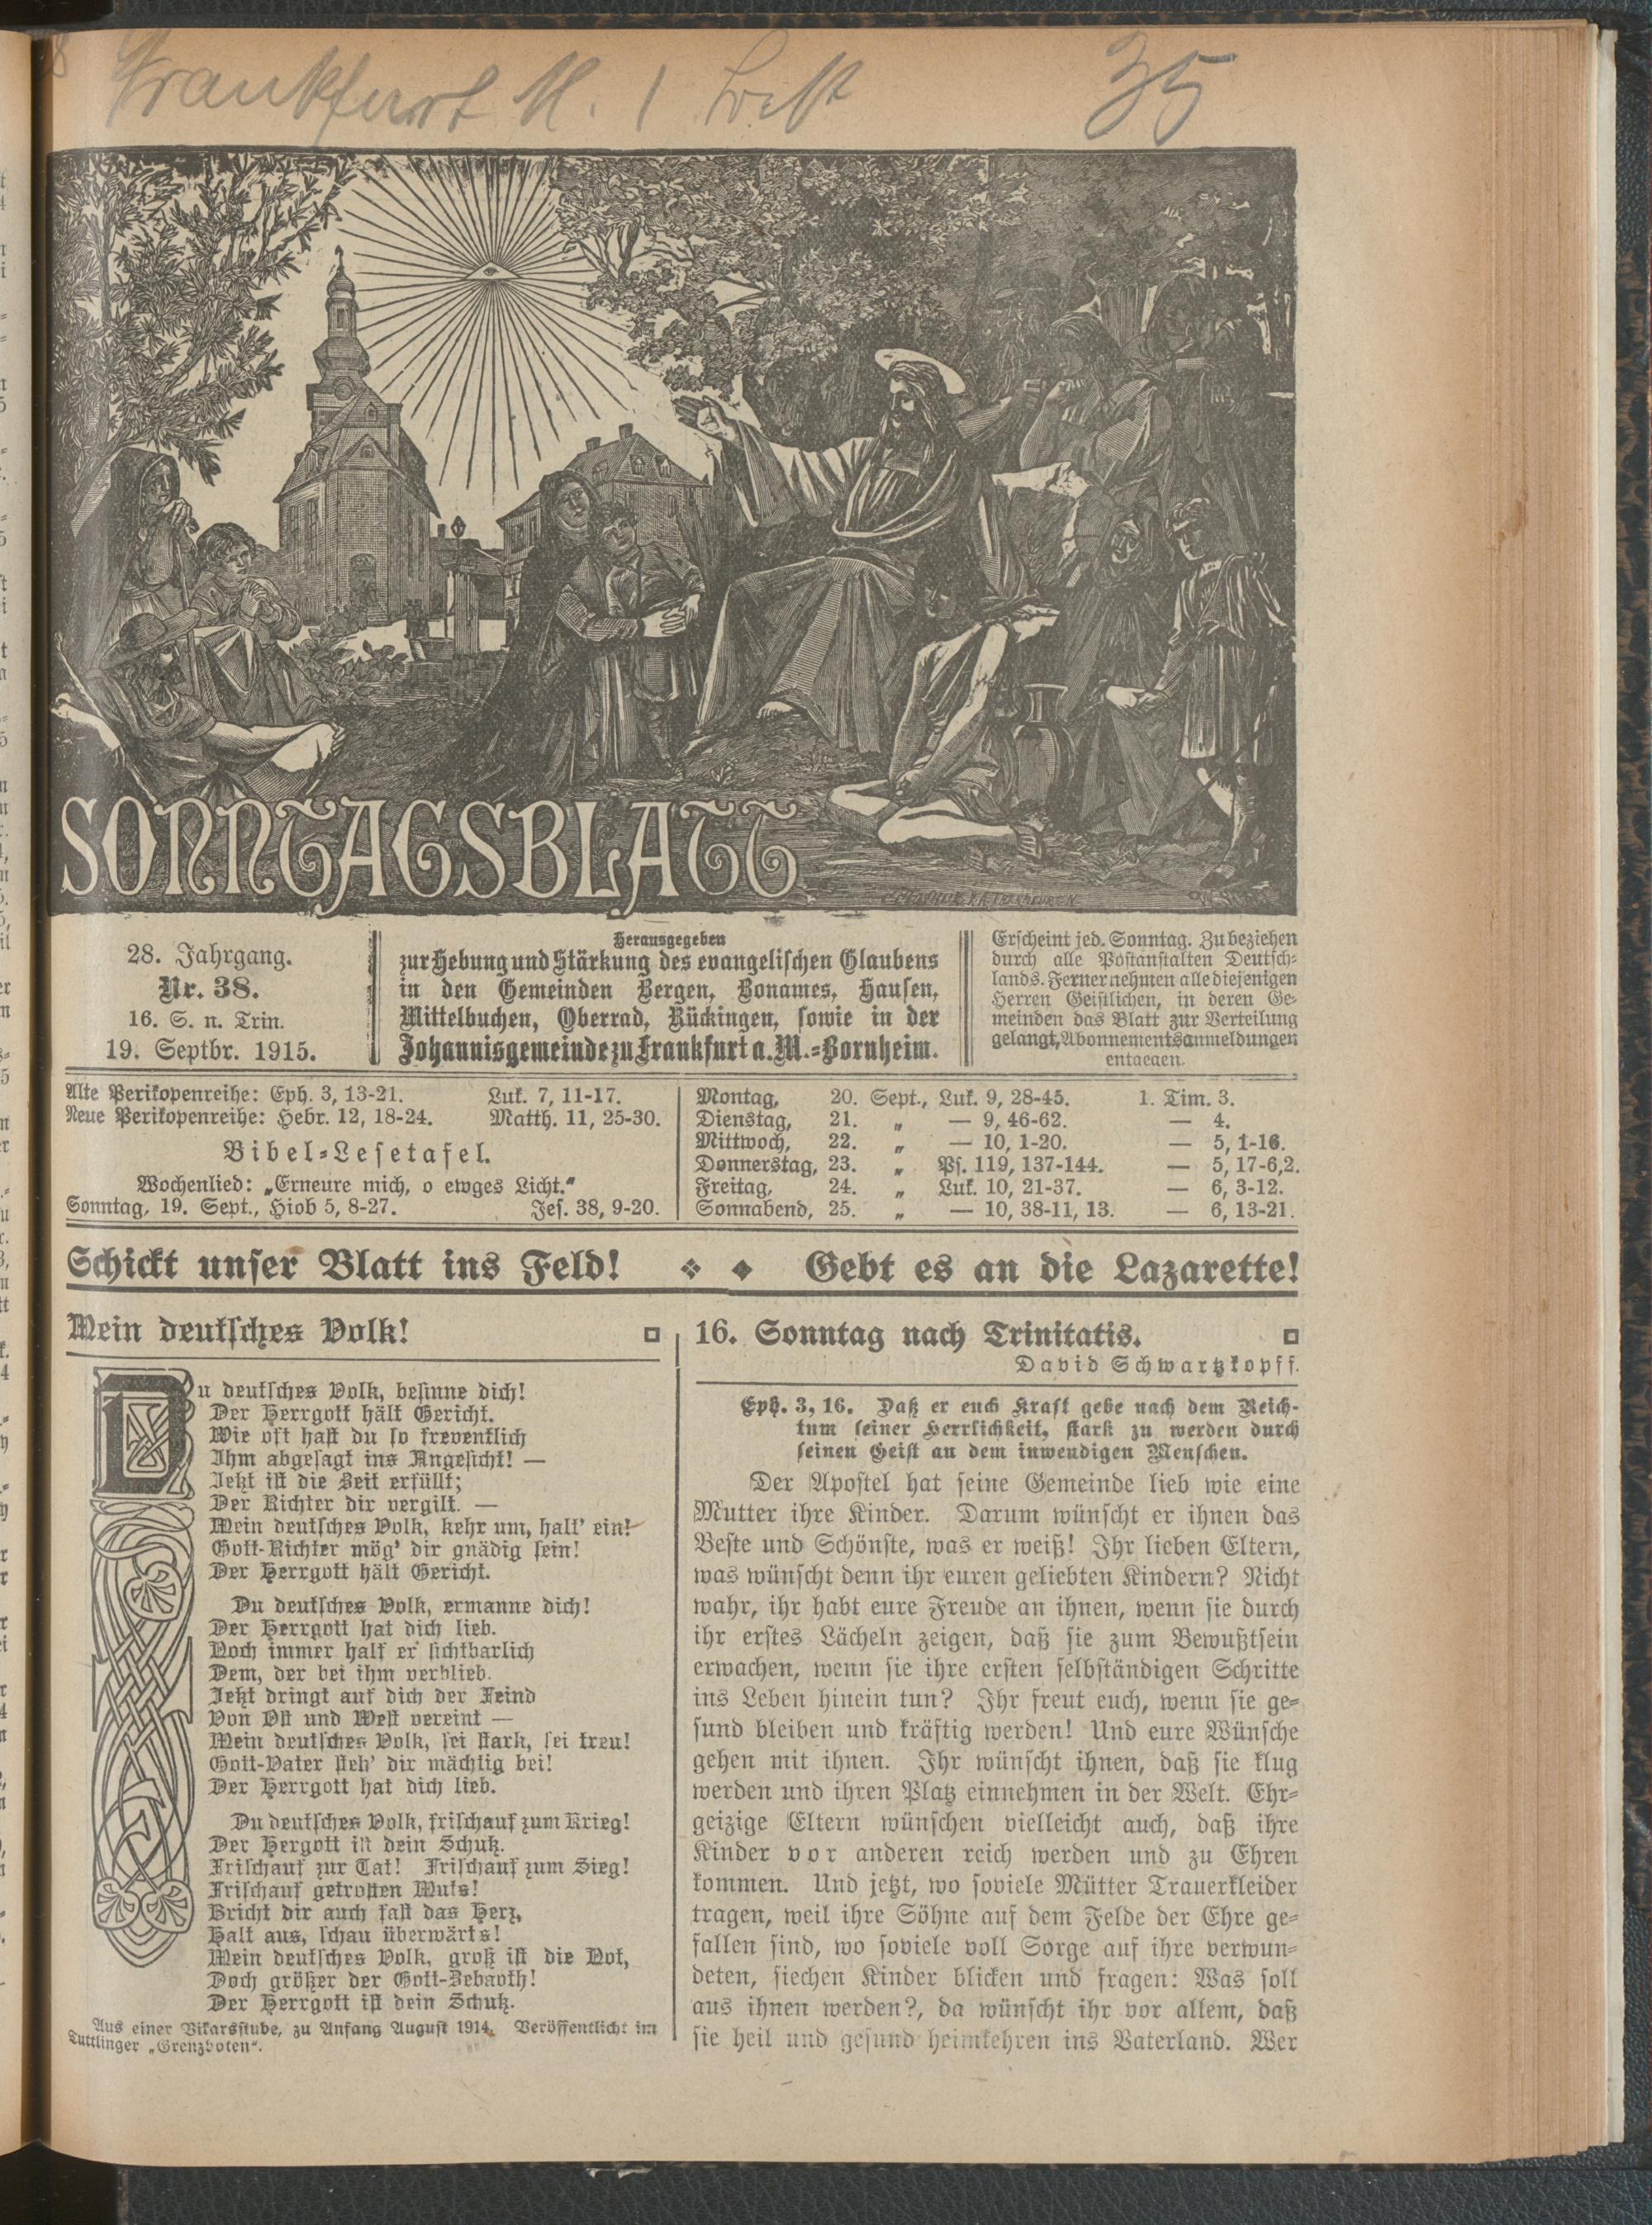 Frankfurt M. 1 West 35
SONNTAGSBLATT
28. Jahrgang.
Nr. 38.
16. S. n. Trin.
19. Septbr. 1915.
Herausgegeben
zur Hebung und Stärkung des evangelischen Glaubens
in den Gemeinden Bergen, Bonames, Hausen,
Mittelbuchen, Oberrad, Rückingen, sowie in der
Johannisgemeinde zu Frankfurt a. M.-Bornheim.
Erscheint jed. Sonntag. Zu beziehen
durch alle Postanstalten Deutsch-
lands. Ferner nehmen alle diejenigen
Herren Geistlichen, in deren Ge-
meinden das Blatt zur Verteilung
gelangt, Abonnementsanmeldungen
entgegen.
Alte Perikopenreihe: Eph. 3, 13-21. Luk. 7, 11-17.
Neue Perikopenreihe: Hebr. 12, 18-24. Matth. 11, 25-30.
Bibel-Lesetafel.
Wochenlied: „Erneure mich, o ewges Licht.“
Sonntag, 19. Sept., Hiob 5, 8-27. Jes. 38, 9-20.
Montag, 20. Sept., Luk. 9, 28-45. 1. Tim. 3.
Dienstag, 21. „ — 9, 46-62. — 4.
Mittwoch, 22. „ — 10, 1-20. — 5, 1-16.
Donnerstag, 23. „ Ps. 119, 137-144. — 5, 17-6,2.
Freitag, 24. „ Luk. 10, 21-37. — 6, 3-12.
Sonnabend, 25. „ — 10, 38-11, 13. — 6, 13-21.
Schickt unser Blatt ins Feld! Gebt es an die Lazarette!
Mein deutsches Volk!
Du deutsches Volk, besinne dich!
Der Herrgott hält Gericht.
Wie oft hast du so freventlich
Ihm abgesagt ins Angesicht! —
Jetzt ist die Zeit erfüllt;
Der Richter dir vergilt. —
Mein deutsches Volk, kehr um, halt' ein!
Gott-Richter mög' dir gnädig sein!
Der Herrgott hält Gericht.
Du deutsches Volk, ermanne dich!
Der Herrgott hat dich lieb.
Noch immer half er sichtbarlich
Dem, der bei ihm verblieb.
Jetzt dringt auf dich der Feind
Von Ost und West vereint —
Mein deutsches Volk, sei stark, sei treu!
Gott-Vater steh' dir mächtig bei!
Der Herrgott hat dich lieb.
Du deutsches Volk, frischauf zum Krieg!
Der Hergott ist dein Schutz.
Frischauf zur Tat! Frischauf zum Sieg!
Frischauf getrosten Muts!
Bricht dir auch fast das Herz,
Halt aus, schau überwärts!
Mein deutsches Volk, groß ist die Not,
Doch größer der Gott-Zebaoth!
Der Herrgott ist dein Schutz.
Aus einer Vikarsstube, zu Anfang August 1914. Veröffentlicht im
Tuttlinger „Grenzboten“.
16. Sonntag nach Trinitatis.
David Schwartzkopff.
Eph. 3, 16. Daß er euch Kraft gebe nach dem Reich-
tum seiner Herrlichkeit, stark zu werden durch
seinen Geist an dem inwendigen Menschen.
Der Apostel hat seine Gemeinde lieb wie eine
Mutter ihre Kinder. Darum wünscht er ihnen das
Beste und Schönste, was er weiß! Ihr lieben Eltern,
was wünscht denn ihr euren geliebten Kindern? Nicht
wahr, ihr habt eure Freude an ihnen, wenn sie durch
ihr erstes Lächeln zeigen, daß sie zum Bewußtsein
erwachen, wenn sie ihre ersten selbständigen Schritte
ins Leben hinein tun? Ihr freut euch, wenn sie ge-
sund bleiben und kräftig werden! Und eure Wünsche
gehen mit ihnen. Ihr wünscht ihnen, daß sie klug
werden und ihren Platz einnehmen in der Welt. Ehr-
geizige Eltern wünschen vielleicht auch, daß ihre
Kinder vor anderen reich werden und zu Ehren
kommen. Und jetzt, wo soviele Mütter Trauerkleider
tragen, weil ihre Söhne auf dem Felde der Ehre ge-
fallen sind, wo soviele voll Sorge auf ihre verwun-
deten, siechen Kinder blicken und fragen: Was soll
aus ihnen werden?, da wünscht ihr vor allem, daß
sie heil und gesund heimkehren ins Vaterland. Wer